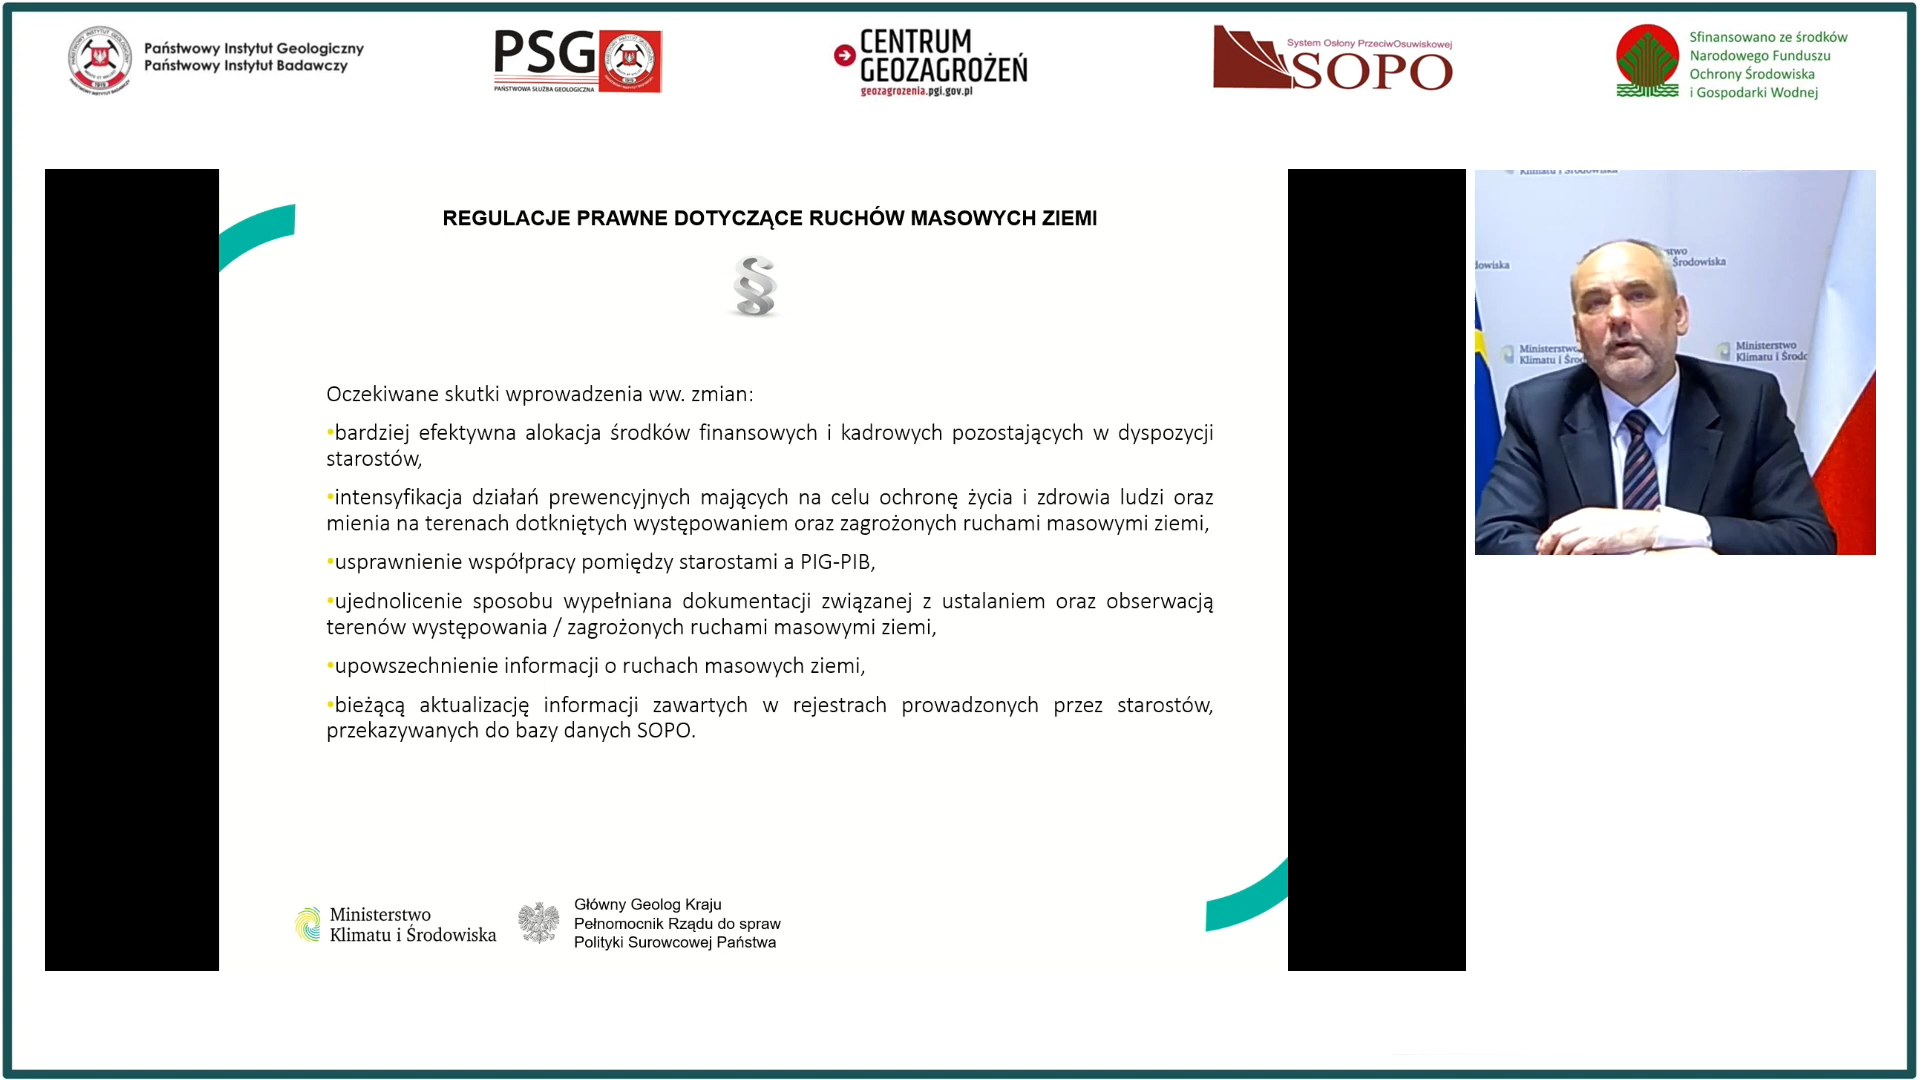 Państwowy Instytut Geologiczny
Państwowy Instytut Badawczy
PSG
PAŃSTWOWA SŁUŻBA GEOLOGICZNA
CENTRUM
GEOZAGROŻEŃ
geozagrozenia.pgi.gov.pl
System Osłony PrzeciwOsuwiskowej
SOPO
Sfinansowano ze środków
Narodowego Funduszu
Ochrony Środowiska
i Gospodarki Wodnej
REGULACJE PRAWNE DOTYCZĄCE RUCHÓW MASOWYCH ZIEMI
§
Oczekiwane skutki wprowadzenia ww. zmian:
•bardziej efektywna alokacja środków finansowych i kadrowych pozostających w dyspozycji
starostów,
•intensyfikacja działań prewencyjnych mających na celu ochronę życia i zdrowia ludzi oraz
mienia na terenach dotkniętych występowaniem oraz zagrożonych ruchami masowymi ziemi,
•usprawnienie współpracy pomiędzy starostami a PIG-PIB,
•ujednolicenie sposobu wypełniana dokumentacji związanej z ustalaniem oraz obserwacją
terenów występowania / zagrożonych ruchami masowymi ziemi,
•upowszechnienie informacji o ruchach masowych ziemi,
•bieżącą aktualizację informacji zawartych w rejestrach prowadzonych przez starostów,
przekazywanych do bazy danych SOPO.
Ministerstwo
Klimatu i Środowiska
Główny Geolog Kraju
Pełnomocnik Rządu do spraw
Polityki Surowcowej Państwa
Klimatu i Środowiska
Środowiska
Ministerstwo
Klimatu i Środ
Ministerstwo
Klimatu i Środ